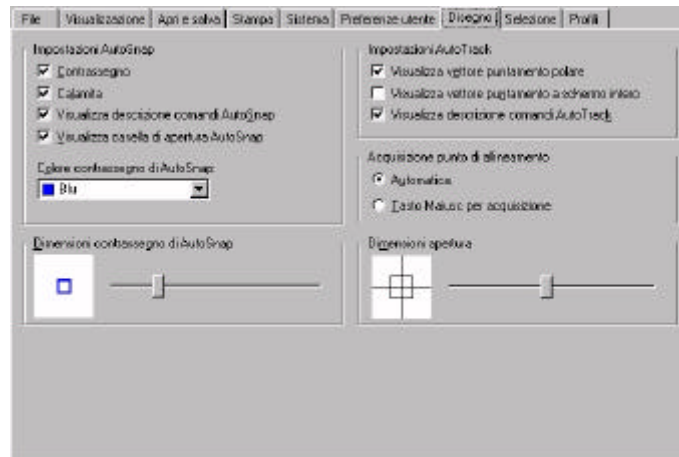 File Visualizzazione Apri e salva Stampa Sistema Preferenze utente Disegno Selezione Profili
Impostazioni AutoSnap
Contrassegno
Calamita
Visualizza descrizione comandi AutoSnap
Visualizza casella di apertura AutoSnap
Colore contrassegno di AutoSnap:
Blu
Dimensioni contrassegno di AutoSnap
Impostazioni AutoTrack
Visualizza vettore puntamento polare
Visualizza vettore puntamento a schermo intero
Visualizza descrizione comandi AutoTrack
Acquisizione punto di allineamento
Automatica
Tasto Maiusc per acquisizione
Dimensioni apertura